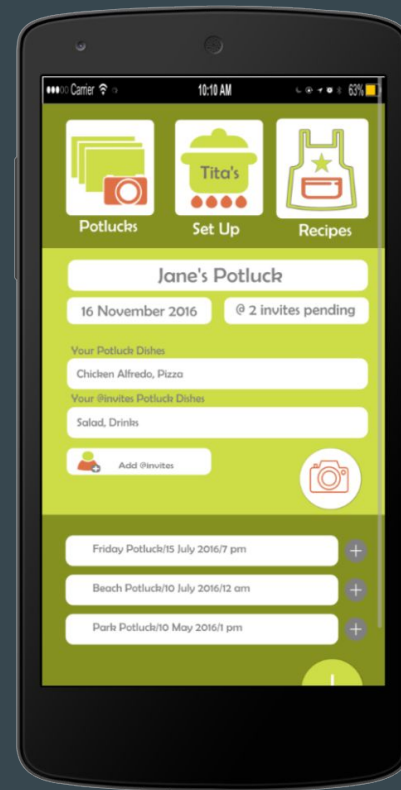 Carrier 10:10 AM 63%
Tita's
Potlucks Set Up Recipes
Jane's Potluck
16 November 2016 @ 2 invites pending
Your Potluck Dishes
Chicken Alfredo, Pizza
Your @invites Potluck Dishes
Salad, Drinks
Add @invites
Friday Potluck/15 July 2016/7 pm
Beach Potluck/10 July 2016/12 am
Park Potluck/10 May 2016/1 pm